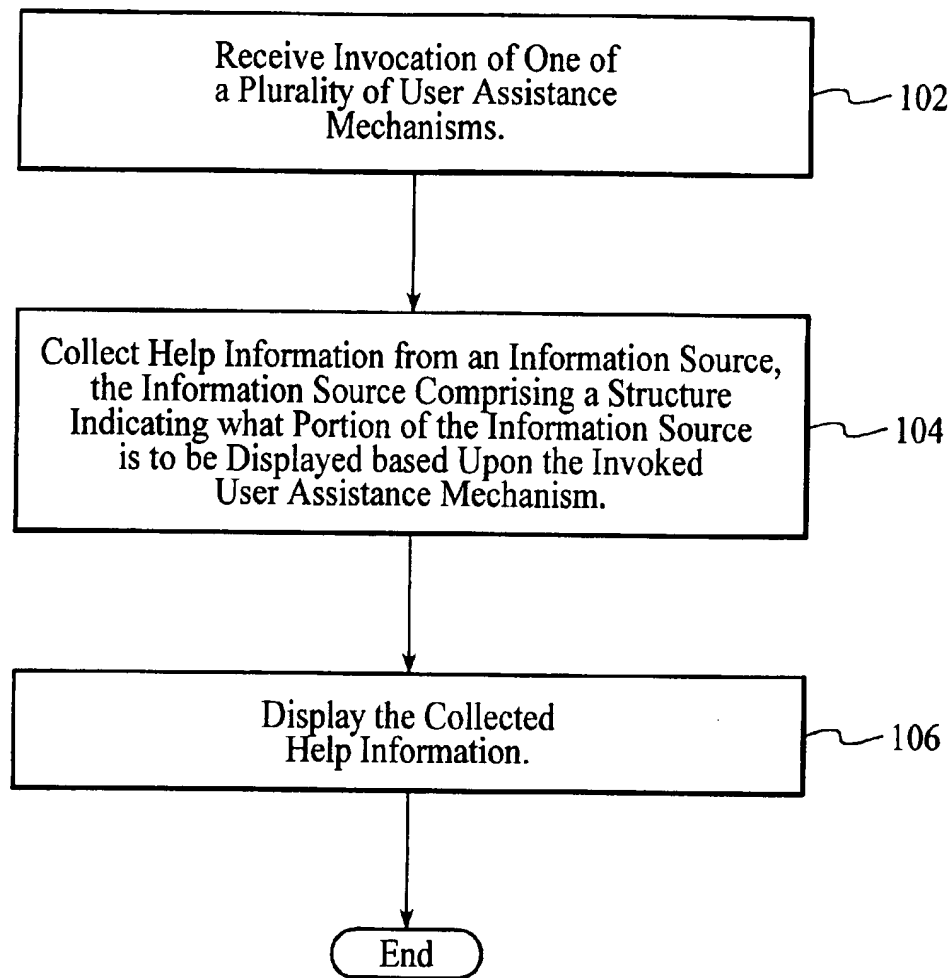 Receive Invocation of One of
a Plurality of User Assistance
Mechanisms.
102
Collect Help Information from an Information Source,
the Information Source Comprising a Structure
Indicating what Portion of the Information Source
is to be Displayed based Upon the Invoked
User Assistance Mechanism.
104
Display the Collected
Help Information.
106
End